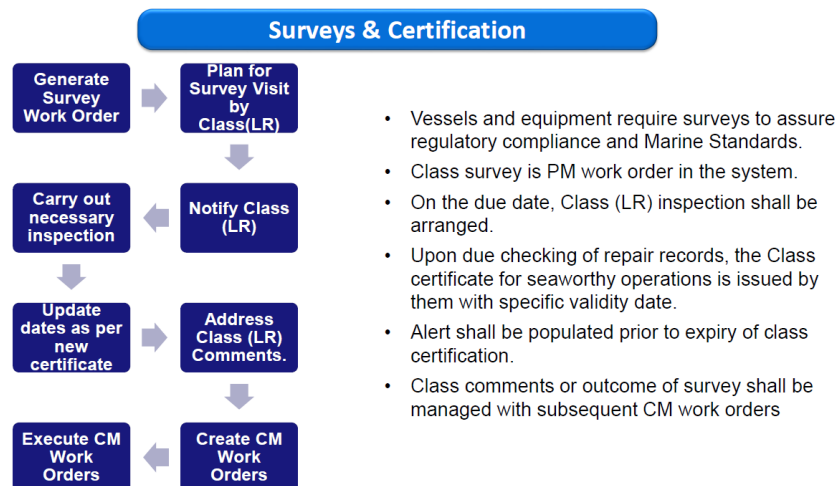 Surveys & Certification
Generate
Survey
Work Order
Plan for
Survey Visit
by
Class(LR)
Carry out
necessary
inspection
Notify Class
(LR)
Update
dates as per
new
certificate
Address
Class (LR)
Comments.
Execute CM
Work
Orders
Create CM
Work
Orders
• Vessels and equipment require surveys to assure
regulatory compliance and Marine Standards.
• Class survey is PM work order in the system.
• On the due date, Class (LR) inspection shall be
arranged.
• Upon due checking of repair records, the Class
certificate for seaworthy operations is issued by
them with specific validity date.
• Alert shall be populated prior to expiry of class
certification.
• Class comments or outcome of survey shall be
managed with subsequent CM work orders